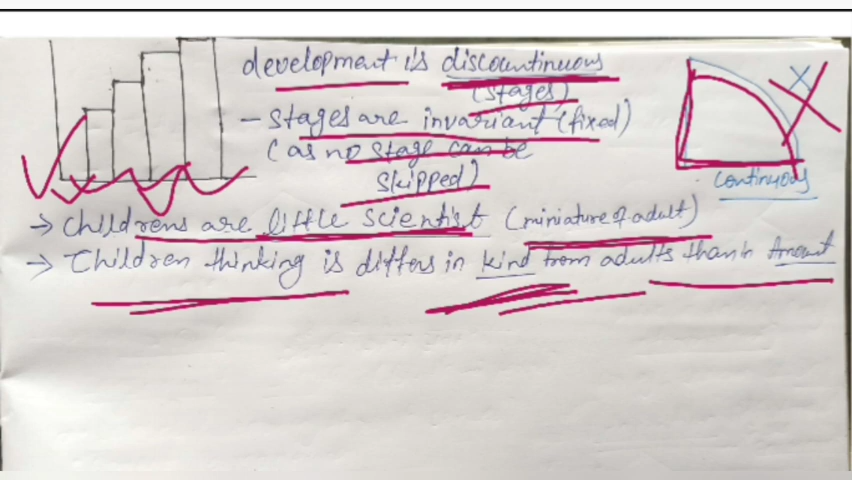 development is discountinuous
(stages)
- stages are invariant (fixed)
(as no stage can be
skipped)
X
continuous
→ Childrens are little scientist (miniature of adult)
→ Children thinking is differs in kind from adults than in Amount